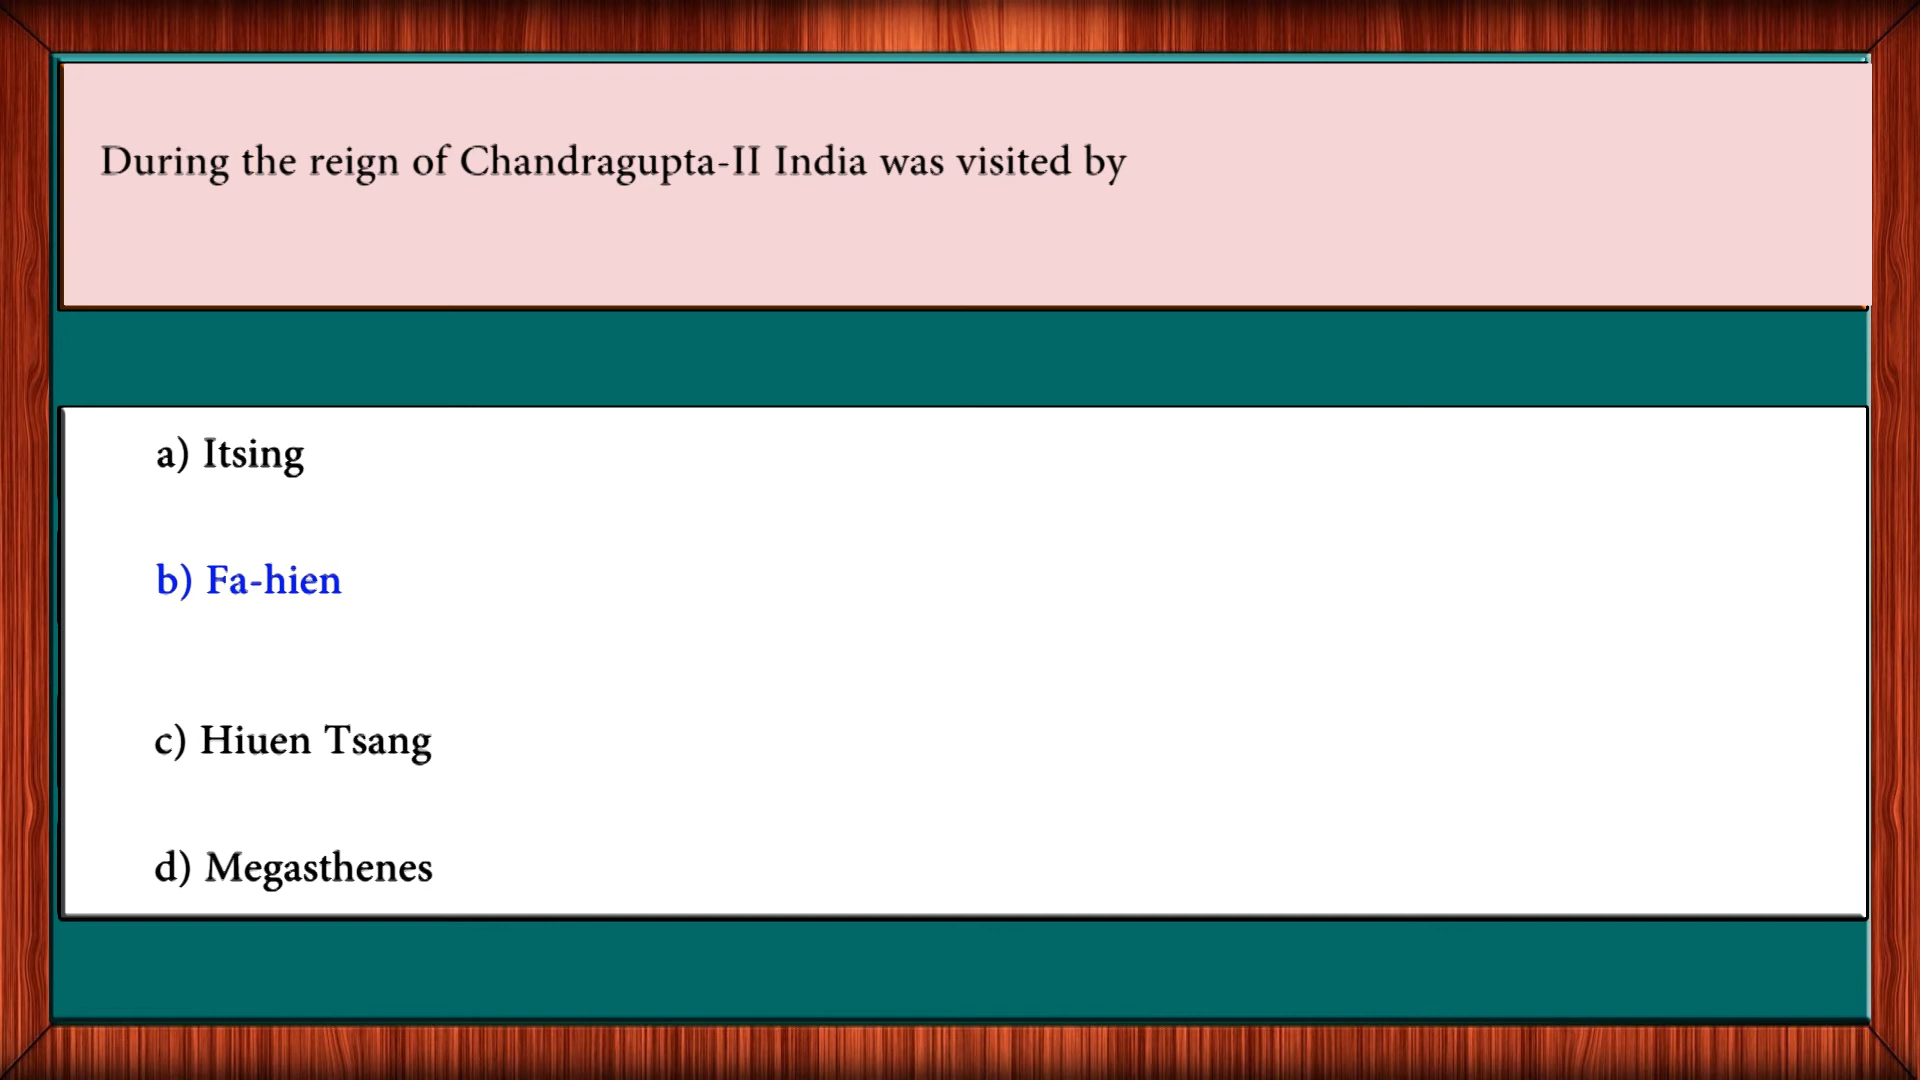 During the reign of Chandragupta-II India was visited by
a) Itsing
b) Fa-hien
c) Hiuen Tsang
d) Megasthenes